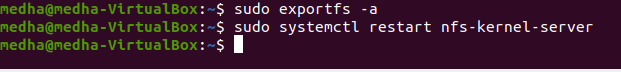 medha@medha-VirtualBox:~$ sudo exportfs -a
medha@medha-VirtualBox:~$ sudo systemctl restart nfs-kernel-server
medha@medha-VirtualBox:~$